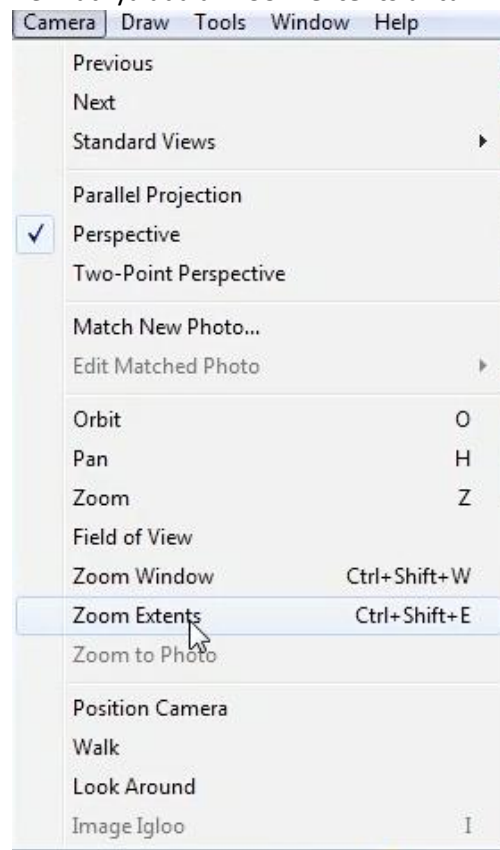 Camera Draw Tools Window Help
Previous
Next
Standard Views
Parallel Projection
Perspective
Two-Point Perspective
Match New Photo...
Edit Matched Photo
Orbit O
Pan H
Zoom Z
Field of View
Zoom Window Ctrl+Shift+W
Zoom Extents Ctrl+Shift+E
Zoom to Photo
Position Camera
Walk
Look Around
Image Igloo I